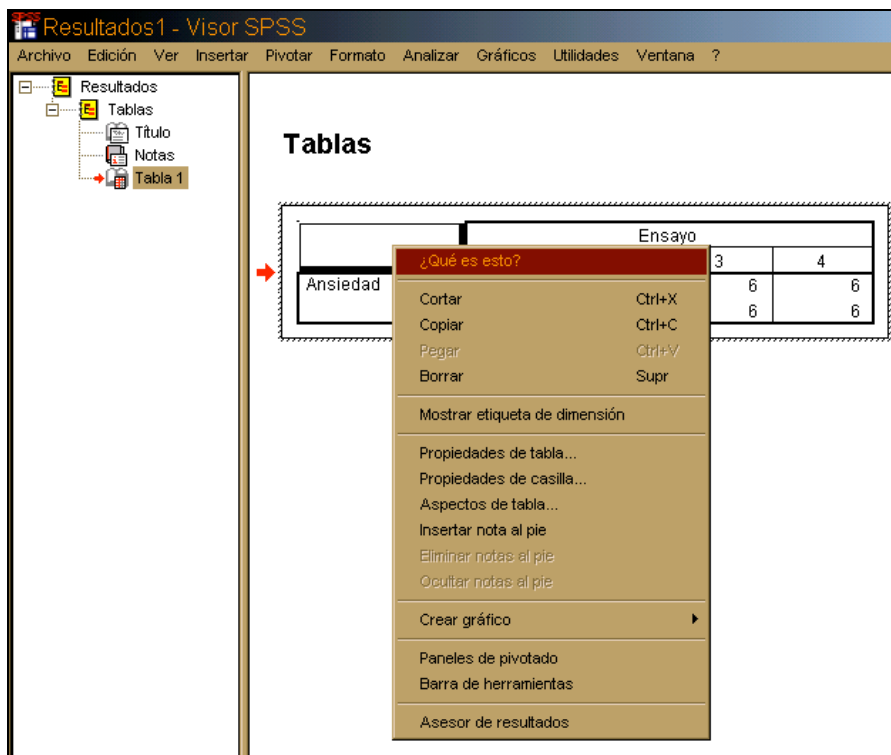 Resultados1 - Visor SPSS
Archivo Edición Ver Insertar Pivotar Formato Analizar Gráficos Utilidades Ventana ?
Resultados
Tablas
Título
Notas
Tabla 1
Tablas
Ensayo
3 4
Ansiedad 6 6
6 6
¿Qué es esto?
Cortar Ctrl+X
Copiar Ctrl+C
Pegar Ctrl+V
Borrar Supr
Mostrar etiqueta de dimensión
Propiedades de tabla...
Propiedades de casilla...
Aspectos de tabla...
Insertar nota al pie
Eliminar notas al pie
Ocultar notas al pie
Crear gráfico
Paneles de pivotado
Barra de herramientas
Asesor de resultados